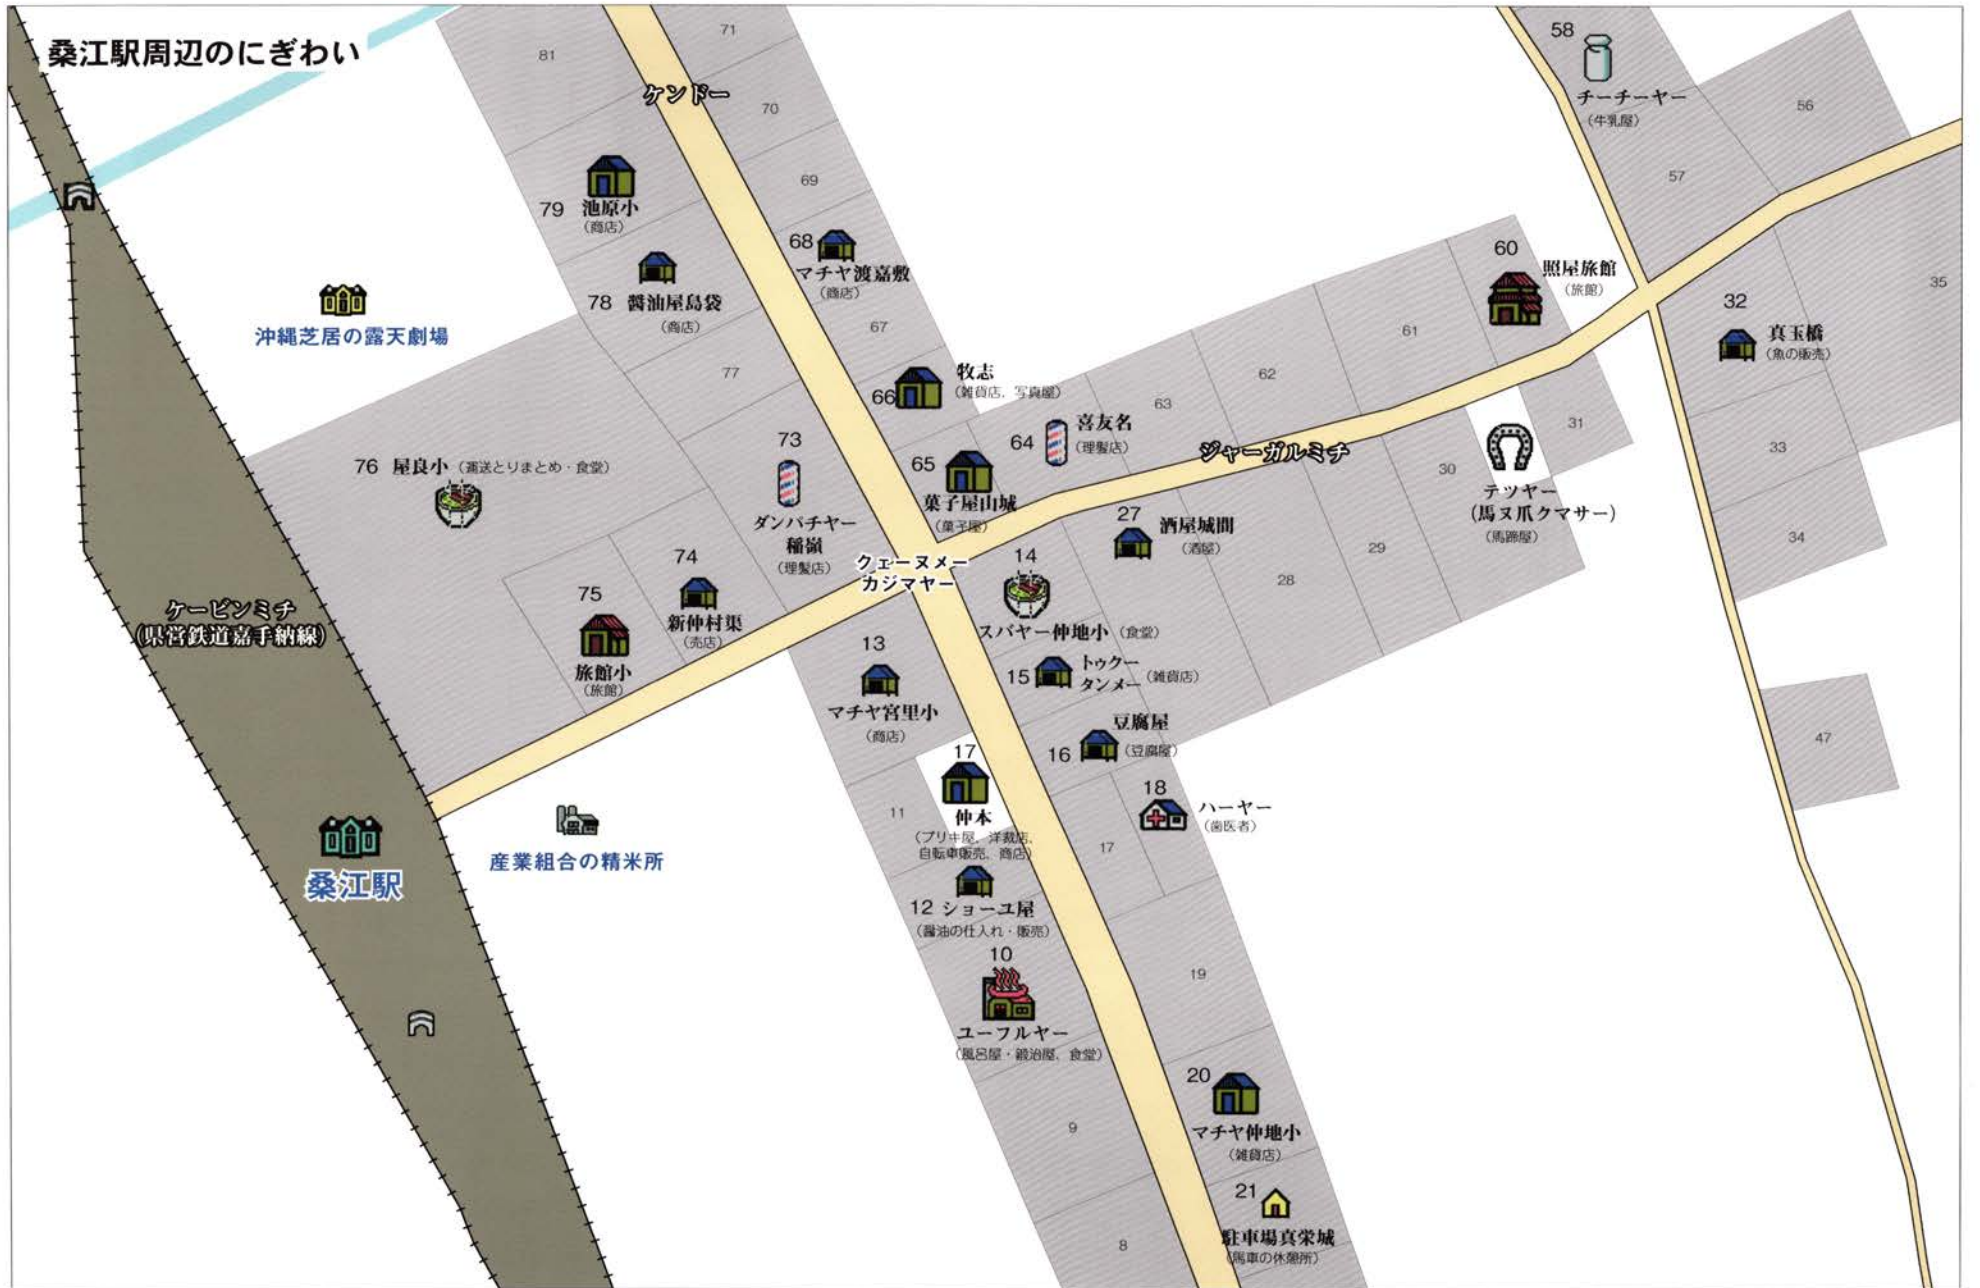 桑江駅周辺のにぎわい
81
71
ケンドー
70
69
79 池原小
(商店)
68
マチヤ渡嘉敷
(商店)
78 醤油屋島袋
(商店)
67
77
沖縄芝居の露天劇場
66
牧志
(雑貨店、写真屋)
58
チーチーヤー
(牛乳屋)
56
57
60
照屋旅館
(旅館)
61
62
63
32
真玉橋
(魚の販売)
35
33
34
31
30
29
28
64 喜友名
(理髪店)
65
菓子屋山城
(菓子屋)
ジャーガルミチ
テツヤー
(馬ヌ爪クマサー)
(馬蹄屋)
27 酒屋城間
(酒屋)
73
ダンパチヤー
稲嶺
(理髪店)
76 屋良小(運送とりまとめ・食堂)
74
新仲村渠
(売店)
75
旅館小
(旅館)
クェーヌメー
カジマヤー
ケービンミチ
(県営鉄道嘉手納線)
14
スバヤー仲地小(食堂)
15 トゥクー
タンメー(雑貨店)
13
マチヤ宮里小
(商店)
16 豆腐屋
(豆腐屋)
47
17
仲本
(ブリキ屋、洋裁店、
自転車販売、商店)
11
18
ハーヤー
(歯医者)
17
桑江駅
産業組合の精米所
12 ショーユ屋
(醤油の仕入れ・販売)
10
ユーフルヤー
(風呂屋・鍛冶屋、食堂)
19
9
20
マチヤ仲地小
(雑貨店)
8
21
駐車場真栄城
(馬車の休憩所)